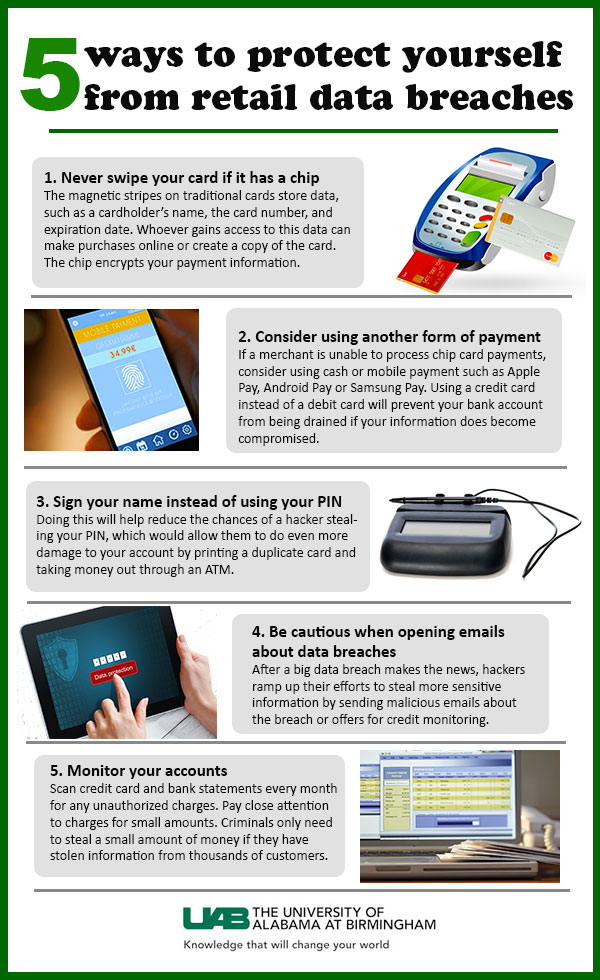 5 ways to protect yourself
from retail data breaches
1. Never swipe your card if it has a chip
The magnetic stripes on traditional cards store data,
such as a cardholder's name, the card number, and
expiration date. Whoever gains access to this data can
make purchases online or create a copy of the card.
The chip encrypts your payment information.
MOBILE PAYMENT
34.99€
2. Consider using another form of payment
If a merchant is unable to process chip card payments,
consider using cash or mobile payment such as Apple
Pay, Android Pay or Samsung Pay. Using a credit card
instead of a debit card will prevent your bank account
from being drained if your information does become
compromised.
3. Sign your name instead of using your PIN
Doing this will help reduce the chances of a hacker steal-
ing your PIN, which would allow them to do even more
damage to your account by printing a duplicate card and
taking money out through an ATM.
Data protection
4. Be cautious when opening emails
about data breaches
After a big data breach makes the news, hackers
ramp up their efforts to steal more sensitive
information by sending malicious emails about
the breach or offers for credit monitoring.
5. Monitor your accounts
Scan credit card and bank statements every month
for any unauthorized charges. Pay close attention
to charges for small amounts. Criminals only need
to steal a small amount of money if they have
stolen information from thousands of customers.
UAB THE UNIVERSITY OF
ALABAMA AT BIRMINGHAM
Knowledge that will change your world